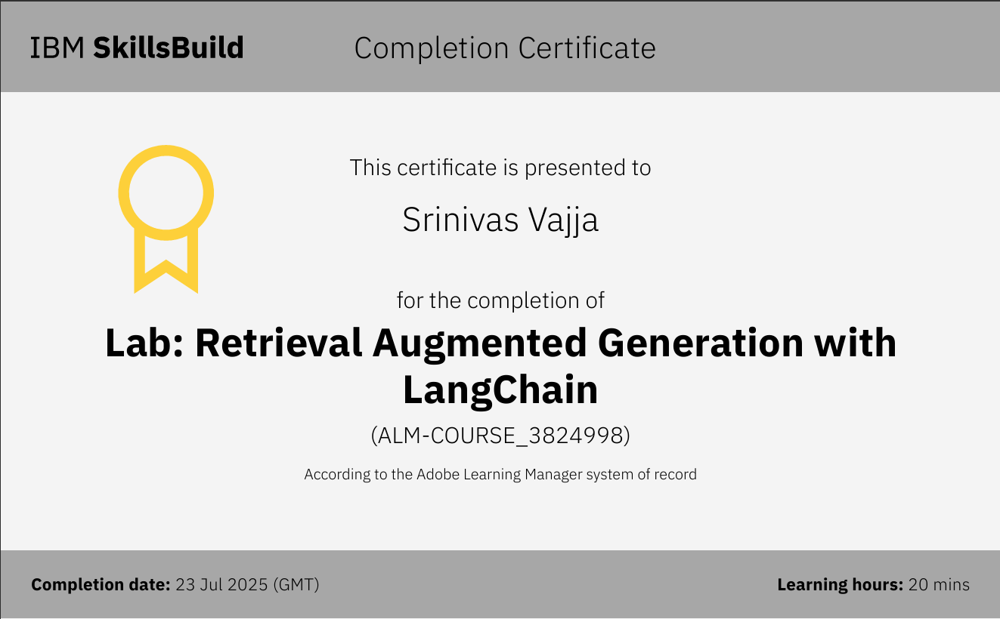 IBM SkillsBuild
Completion Certificate
This certificate is presented to
Srinivas Vajja
for the completion of
Lab: Retrieval Augmented Generation with
LangChain
(ALM-COURSE_3824998)
According to the Adobe Learning Manager system of record
Completion date: 23 Jul 2025 (GMT)
Learning hours: 20 mins